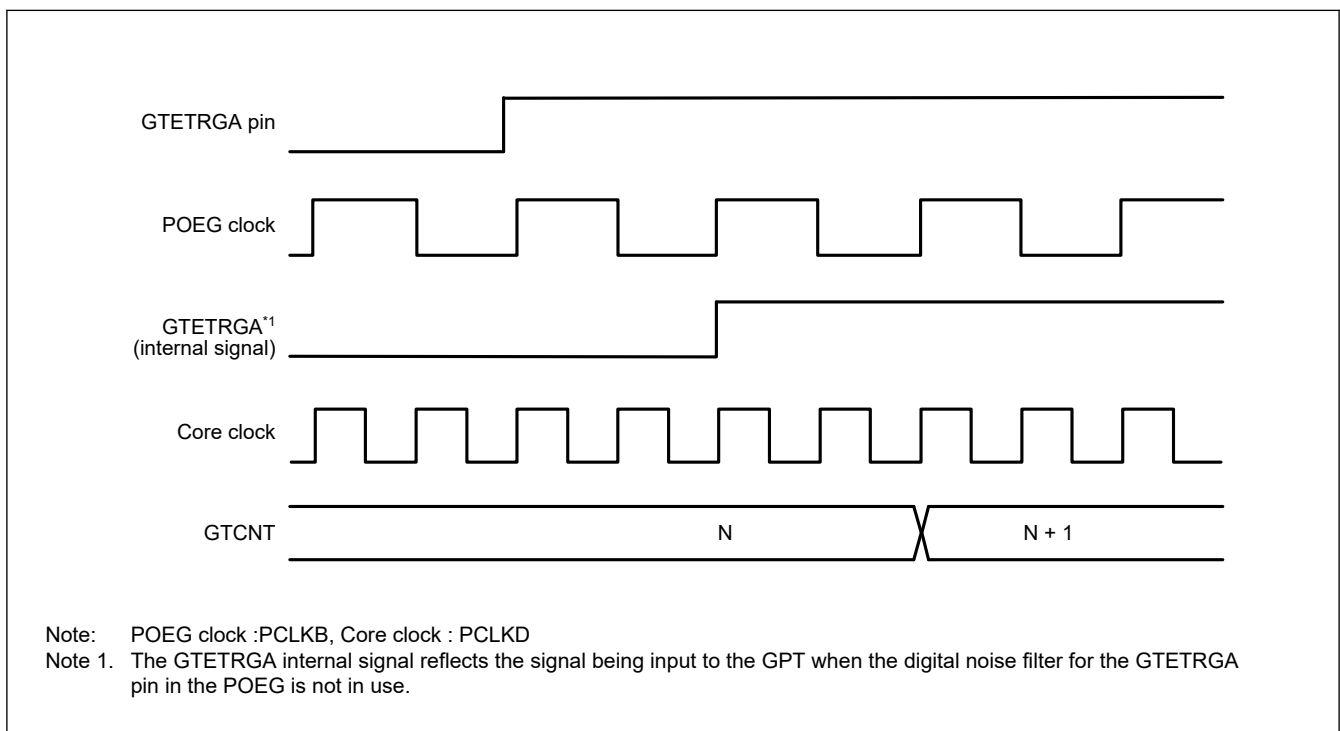 GTETRGA pin
POEG clock
GTETRGA*1
(internal signal)
Core clock
GTCNT
N
N + 1
Note: POEG clock :PCLKB, Core clock : PCLKD
Note 1. The GTETRGA internal signal reflects the signal being input to the GPT when the digital noise filter for the GTETRGA
pin in the POEG is not in use.